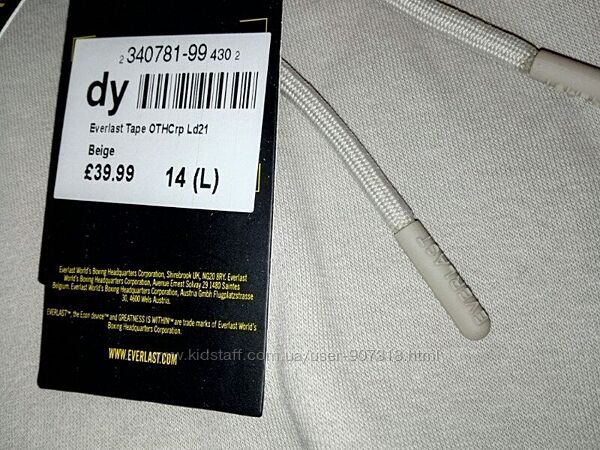 2 340781-99 430 2
dy
Everlast Tape OTHCrp Ld21
Beige
£39.99 14 (L)
Everlast World's Boxing Headquarters Corporation, Shirebrook UK, NG20 8RY. Everlast
World's Boxing Headquarters Corporation, Avenue Ernest Solvay 29 1480 Saintes
Belgium. Everlast World's Boxing Headquarters Corporation, Austria Gmbh Flugplatzstrasse
30, 4600 Wels Austria.
EVERLAST™, the Econ device™ and GREATNESS IS WITHIN™ are trade marks of Everlast World's
Boxing Headquarters Corporation.
WWW.EVERLAST.COM
EVERLAST
www.kidstaff.com.ua/user-907318.html